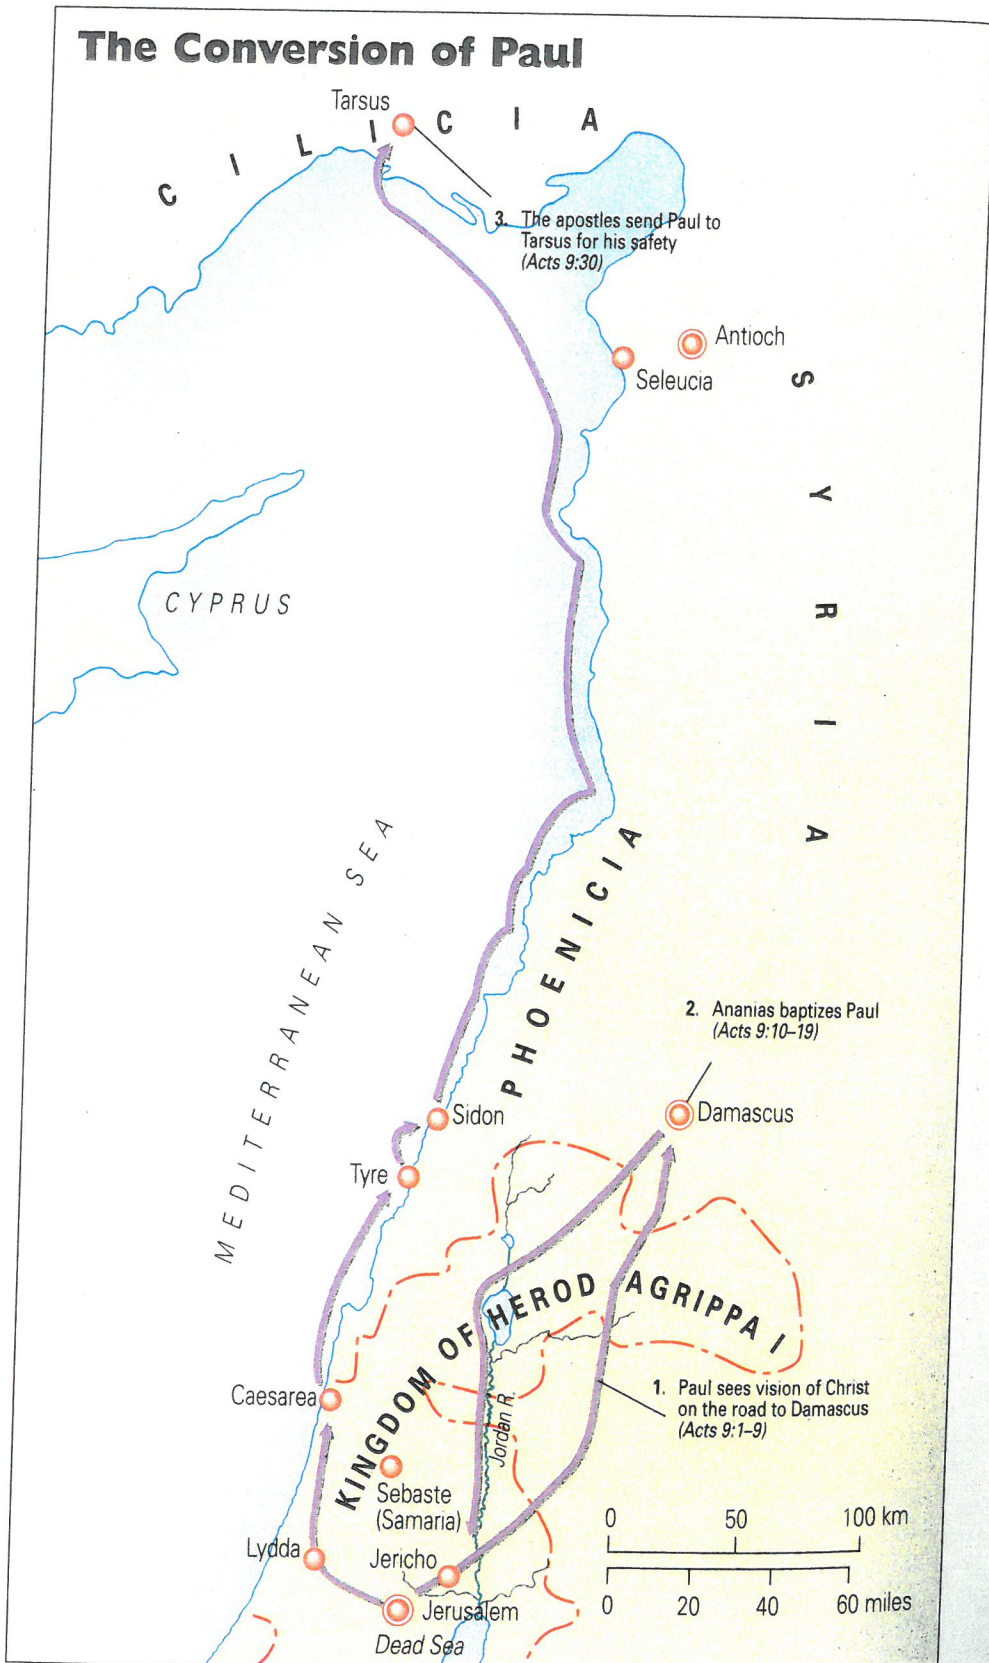 The Conversion of Paul
Tarsus
CILICIA
3. The apostles send Paul to
Tarsus for his safety
(Acts 9:30)
Antioch
Seleucia
SYRIA
CYPRUS
MEDITERRANEAN SEA
PHOENICIA
2. Ananias baptizes Paul
(Acts 9:10–19)
Damascus
Sidon
Tyre
KINGDOM OF HEROD AGRIPPA I
Caesarea
1. Paul sees vision of Christ
on the road to Damascus
(Acts 9:1–9)
Jordan R.
Sebaste
(Samaria)
0 50 100 km
Lydda
Jericho
0 20 40 60 miles
Jerusalem
Dead Sea